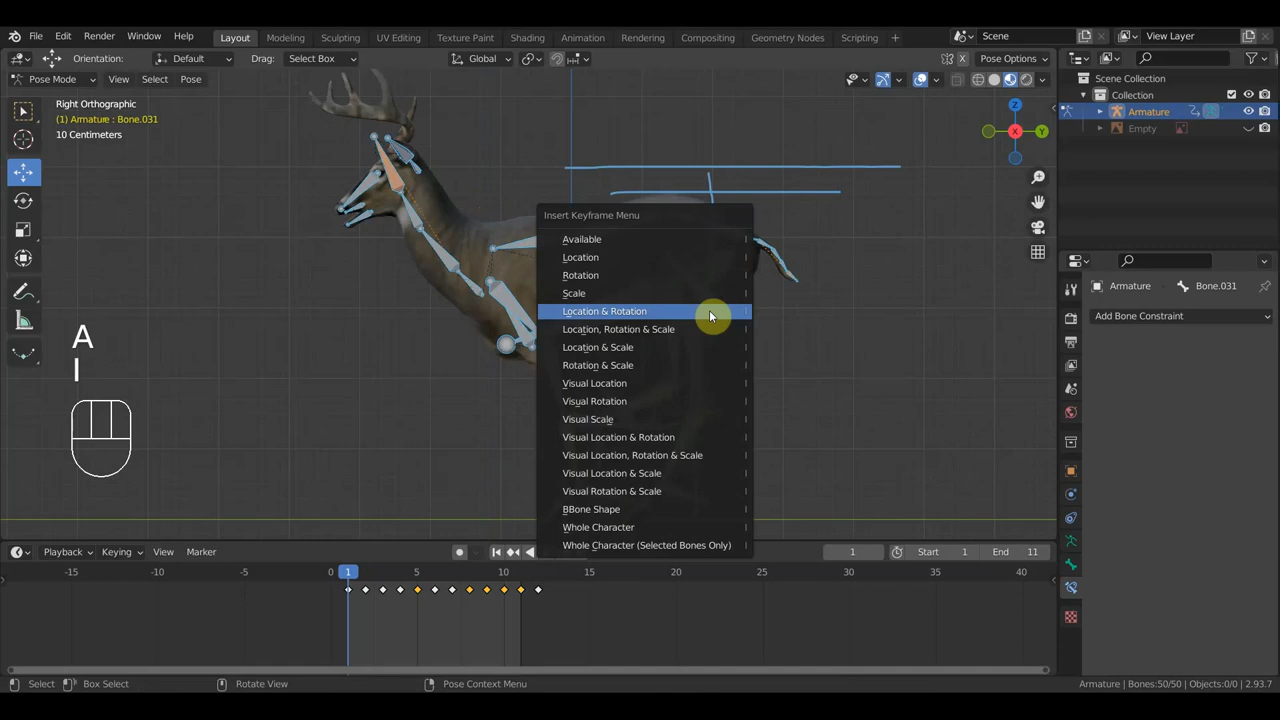 File Edit Render Window Help Layout Modeling Sculpting UV Editing Texture Paint Shading Animation Rendering Compositing Geometry Nodes Scripting + Scene View Layer
Orientation: Default Drag: Select Box Global Pose Options
Pose Mode View Select Pose
Scene Collection
Collection
Armature
Empty
Right Orthographic
(1) Armature : Bone.031
10 Centimeters
Z
Y
X
Insert Keyframe Menu
Available I
Location I
Rotation I
Scale I
Location & Rotation I
Location, Rotation & Scale I
Location & Scale I
Rotation & Scale I
Visual Location I
Visual Rotation I
Visual Scale I
Visual Location & Rotation I
Visual Location, Rotation & Scale I
Visual Location & Scale I
Visual Rotation & Scale I
BBone Shape I
Whole Character I
Whole Character (Selected Bones Only) I
A
I
Armature Bone.031
Add Bone Constraint
Playback Keying View Marker 1 Start 1 End 11
-15 -10 -5 0 1 5 10 15 20 25 30 35 40
Select Box Select Rotate View Pose Context Menu Armature | Bones:50/50 | Objects:0/0 | 2.93.7